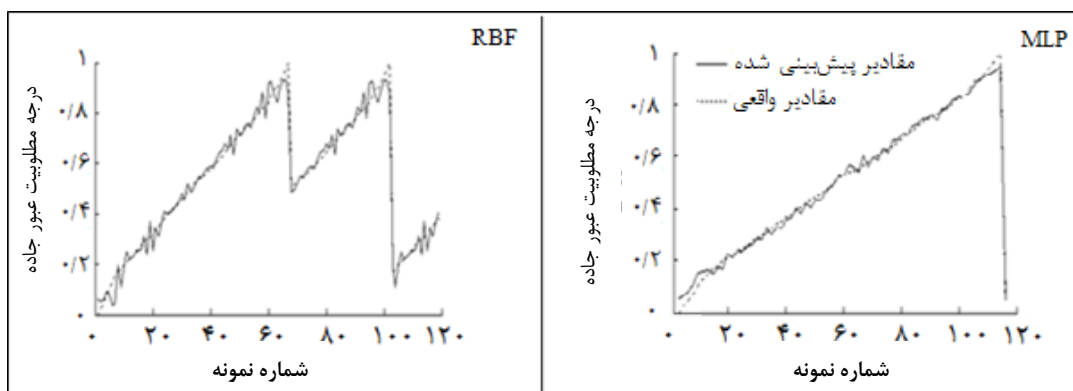 RBF
درجه مطلوبیت عبور جاده
۱
۰/۸
۰/۶
۰/۴
۰/۲
۰
۰ ۲۰ ۴۰ ۶۰ ۸۰ ۱۰۰ ۱۲۰
شماره نمونه
MLP
مقادیر پیش‌بینی شده
مقادیر واقعی
درجه مطلوبیت عبور جاده
۱
۰/۸
۰/۶
۰/۴
۰/۲
۰
۰ ۲۰ ۴۰ ۶۰ ۸۰ ۱۰۰ ۱۲۰
شماره نمونه